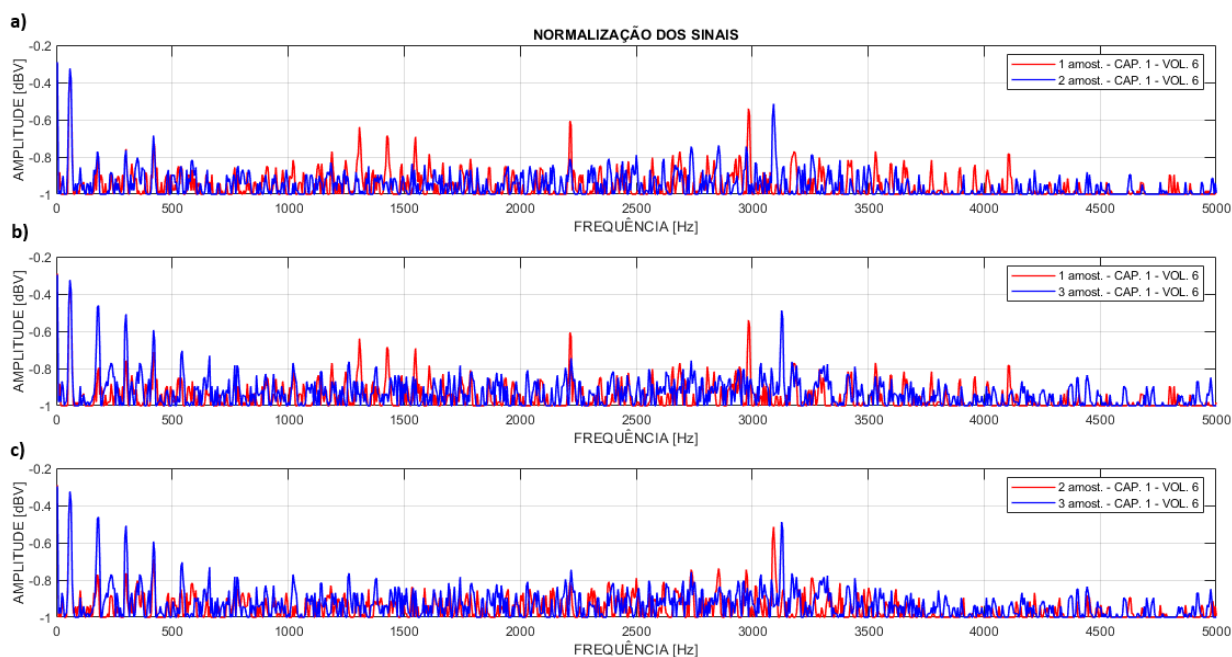 a)
NORMALIZAÇÃO DOS SINAIS
AMPLITUDE [dBV]
-0.2
-0.4
-0.6
-0.8
-1
1 amost. - CAP. 1 - VOL. 6
2 amost. - CAP. 1 - VOL. 6
0 500 1000 1500 2000 2500 3000 3500 4000 4500 5000
FREQUÊNCIA [Hz]
b)
AMPLITUDE [dBV]
-0.2
-0.4
-0.6
-0.8
-1
1 amost. - CAP. 1 - VOL. 6
3 amost. - CAP. 1 - VOL. 6
0 500 1000 1500 2000 2500 3000 3500 4000 4500 5000
FREQUÊNCIA [Hz]
c)
AMPLITUDE [dBV]
-0.2
-0.4
-0.6
-0.8
-1
2 amost. - CAP. 1 - VOL. 6
3 amost. - CAP. 1 - VOL. 6
0 500 1000 1500 2000 2500 3000 3500 4000 4500 5000
FREQUÊNCIA [Hz]